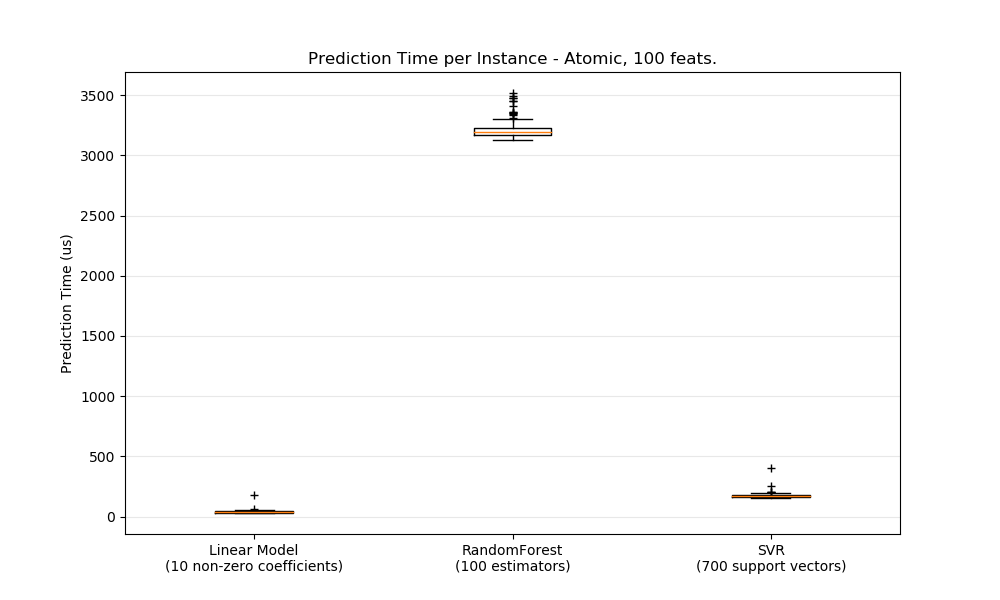 Prediction Time per Instance - Atomic, 100 feats.
Prediction Time (us)
3500
3000
2500
2000
1500
1000
500
0
Linear Model
(10 non-zero coefficients)
RandomForest
(100 estimators)
SVR
(700 support vectors)